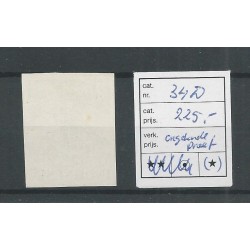 cat. nr. 34D
cat. prijs. 225,-
verk. prijs. ongetande proef
★★ ★ • (★)